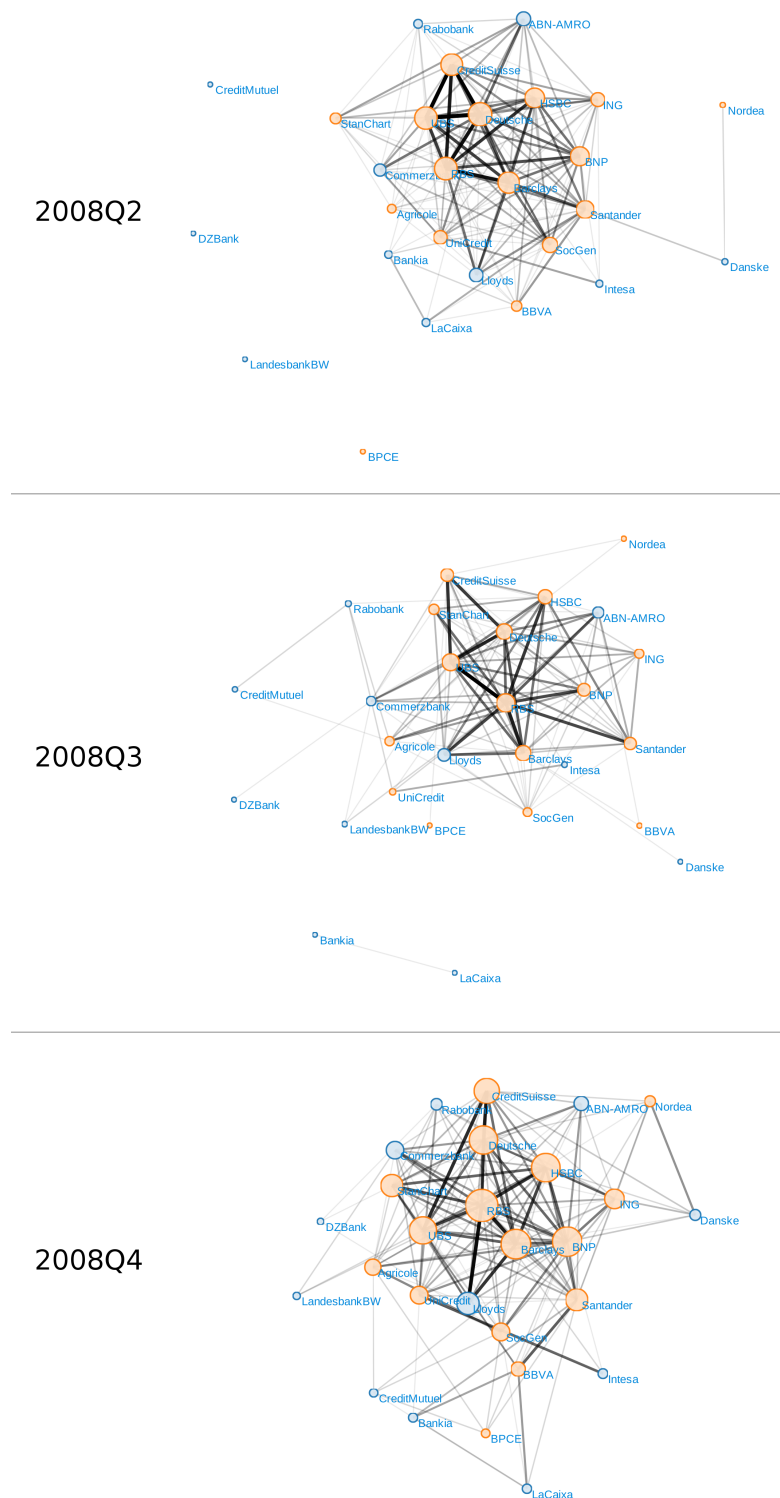 ABN-AMRO
Rabobank
CreditSuisse
CreditMutuel
HSBC
ING
Nordea
StanChart
UBS
Deutsche
BNP
Commerzbank
RBS
Barclays
2008Q2
Agricole
Santander
DZBank
UniCredit
SocGen
Bankia
Danske
Lloyds
Intesa
BBVA
LaCaixa
LandesbankBW
BPCE
Nordea
CreditSuisse
HSBC
Rabobank
StanChart
ABN-AMRO
Deutsche
ING
UBS
CreditMutuel
BNP
Commerzbank
RBS
Agricole
Santander
2008Q3
Lloyds
Barclays
Intesa
UniCredit
DZBank
SocGen
LandesbankBW
BPCE
BBVA
Danske
Bankia
LaCaixa
CreditSuisse
Rabobank
ABN-AMRO
Nordea
Deutsche
Commerzbank
HSBC
StanChart
ING
RBS
DZBank
Danske
UBS
Barclays
BNP
2008Q4
Agricole
LandesbankBW
UniCredit
Lloyds
Santander
SocGen
BBVA
Intesa
CreditMutuel
Bankia
BPCE
LaCaixa